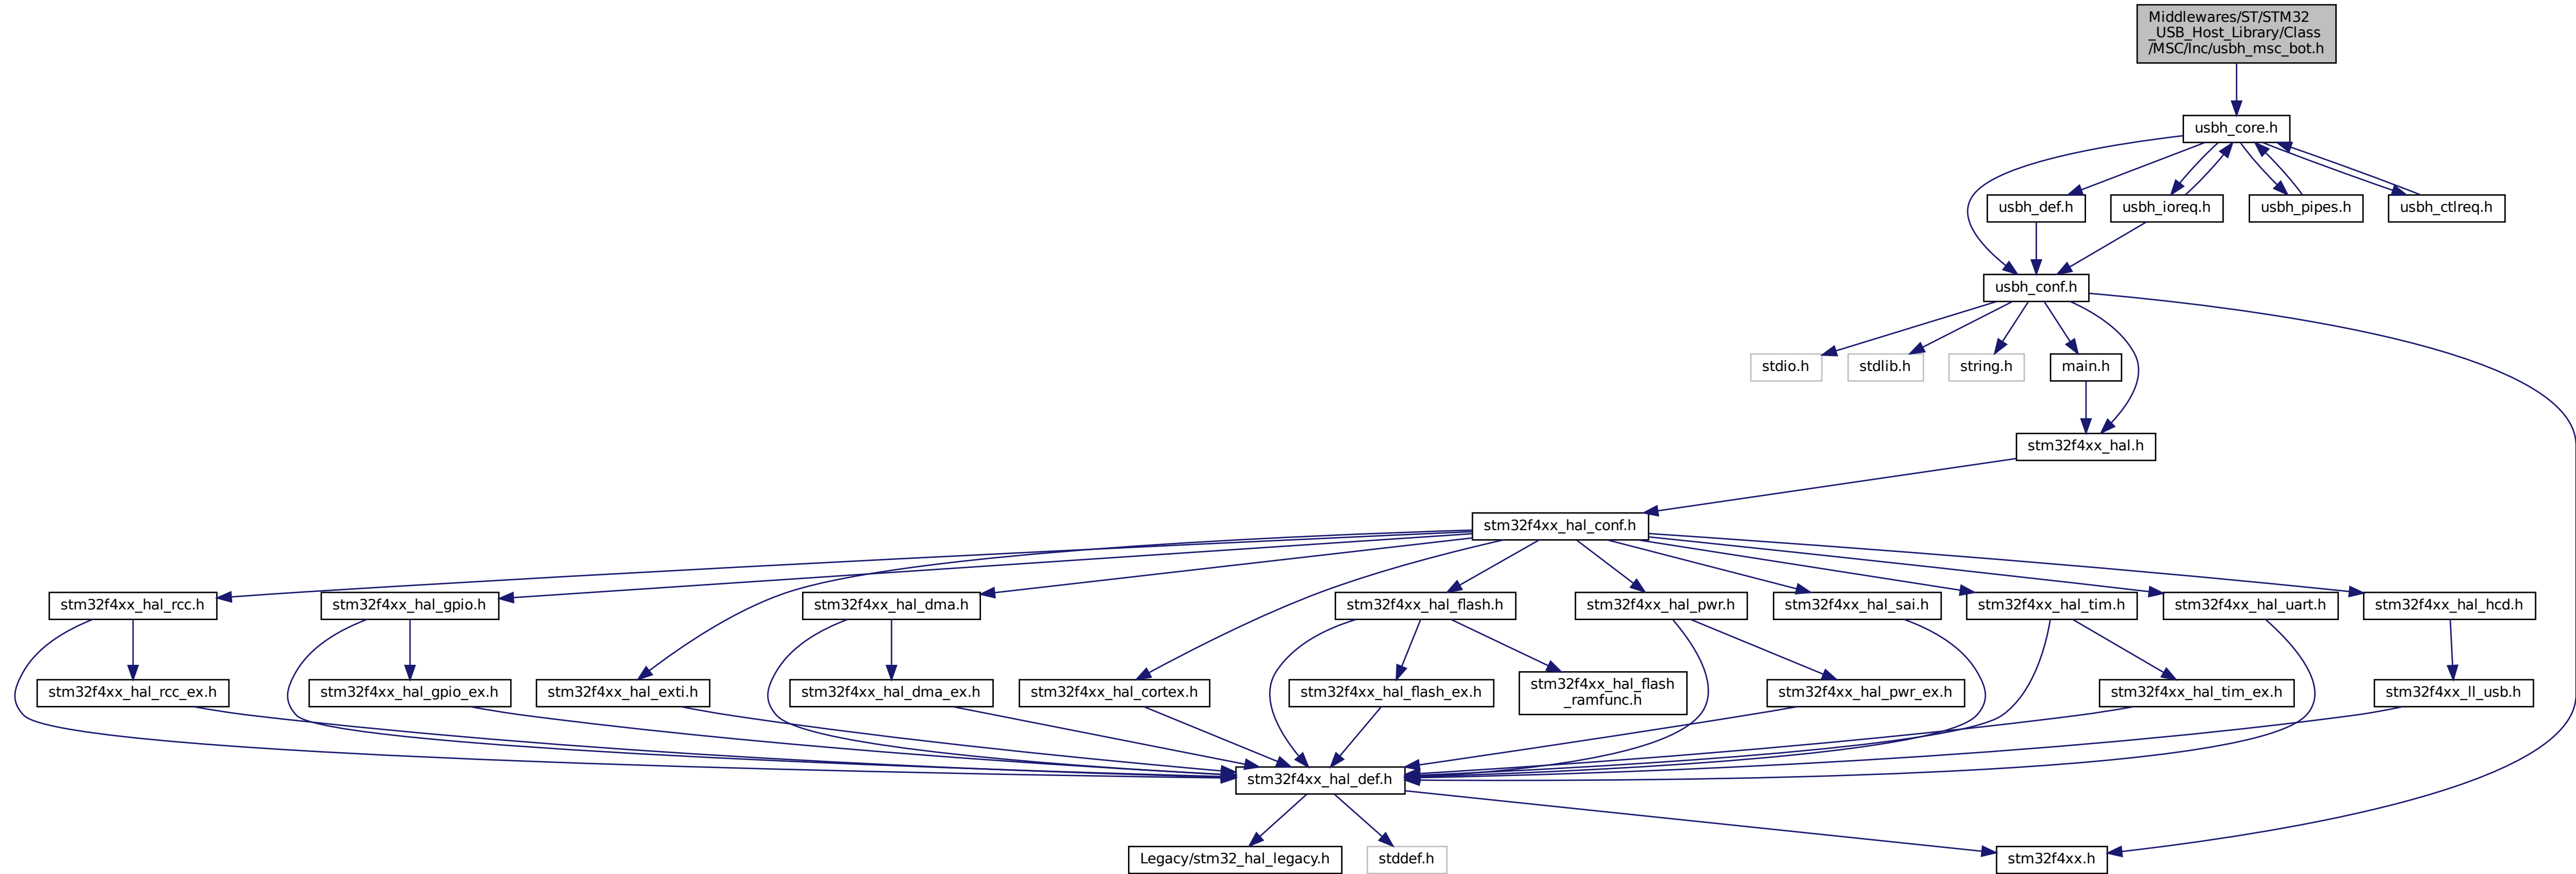 Middlewares/ST/STM32
_USB_Host_Library/Class
/MSC/Inc/usbh_msc_bot.h
usbh_core.h
usbh_def.h
usbh_ioreq.h
usbh_pipes.h
usbh_ctlreq.h
usbh_conf.h
stdio.h
stdlib.h
string.h
main.h
stm32f4xx_hal.h
stm32f4xx_hal_conf.h
stm32f4xx_hal_rcc.h
stm32f4xx_hal_gpio.h
stm32f4xx_hal_dma.h
stm32f4xx_hal_flash.h
stm32f4xx_hal_pwr.h
stm32f4xx_hal_sai.h
stm32f4xx_hal_tim.h
stm32f4xx_hal_uart.h
stm32f4xx_hal_hcd.h
stm32f4xx_hal_rcc_ex.h
stm32f4xx_hal_gpio_ex.h
stm32f4xx_hal_exti.h
stm32f4xx_hal_dma_ex.h
stm32f4xx_hal_cortex.h
stm32f4xx_hal_flash_ex.h
stm32f4xx_hal_flash
_ramfunc.h
stm32f4xx_hal_pwr_ex.h
stm32f4xx_hal_tim_ex.h
stm32f4xx_ll_usb.h
stm32f4xx_hal_def.h
Legacy/stm32_hal_legacy.h
stddef.h
stm32f4xx.h